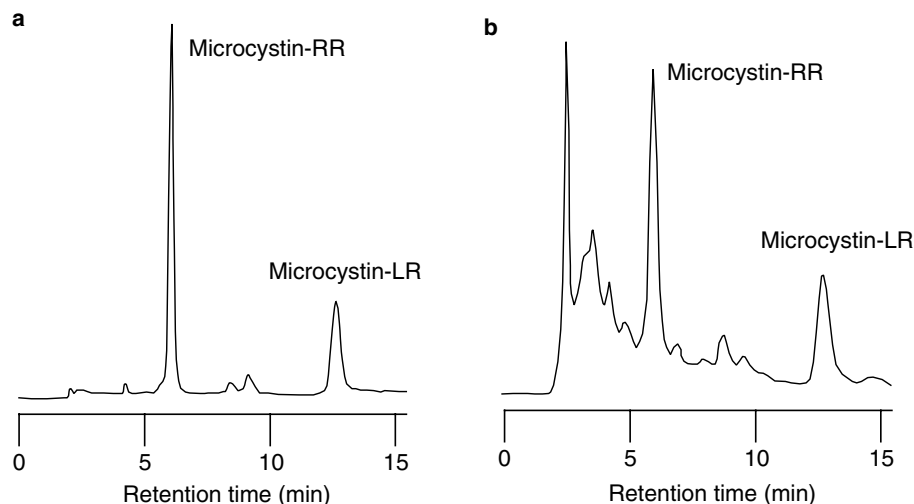 a
Microcystin-RR
Microcystin-LR
0 5 10 15
Retention time (min)
b
Microcystin-RR
Microcystin-LR
0 5 10 15
Retention time (min)